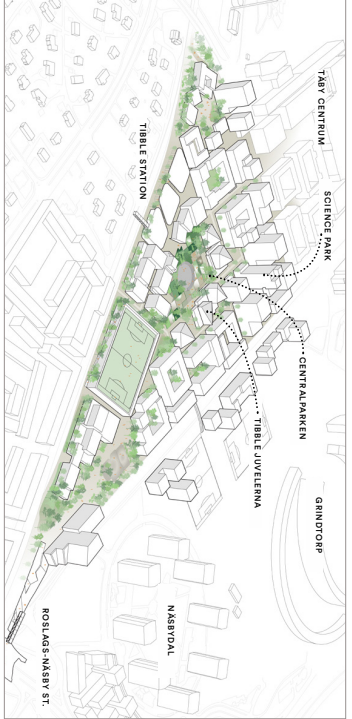 TÄBY CENTRUM
SCIENCE PARK
TIBBLE STATION
CENTRALPARKEN
TIBBLE JUVELERNA
GRINDTORP
NÄSBYDAL
ROSLAGS-NÄSBY ST.